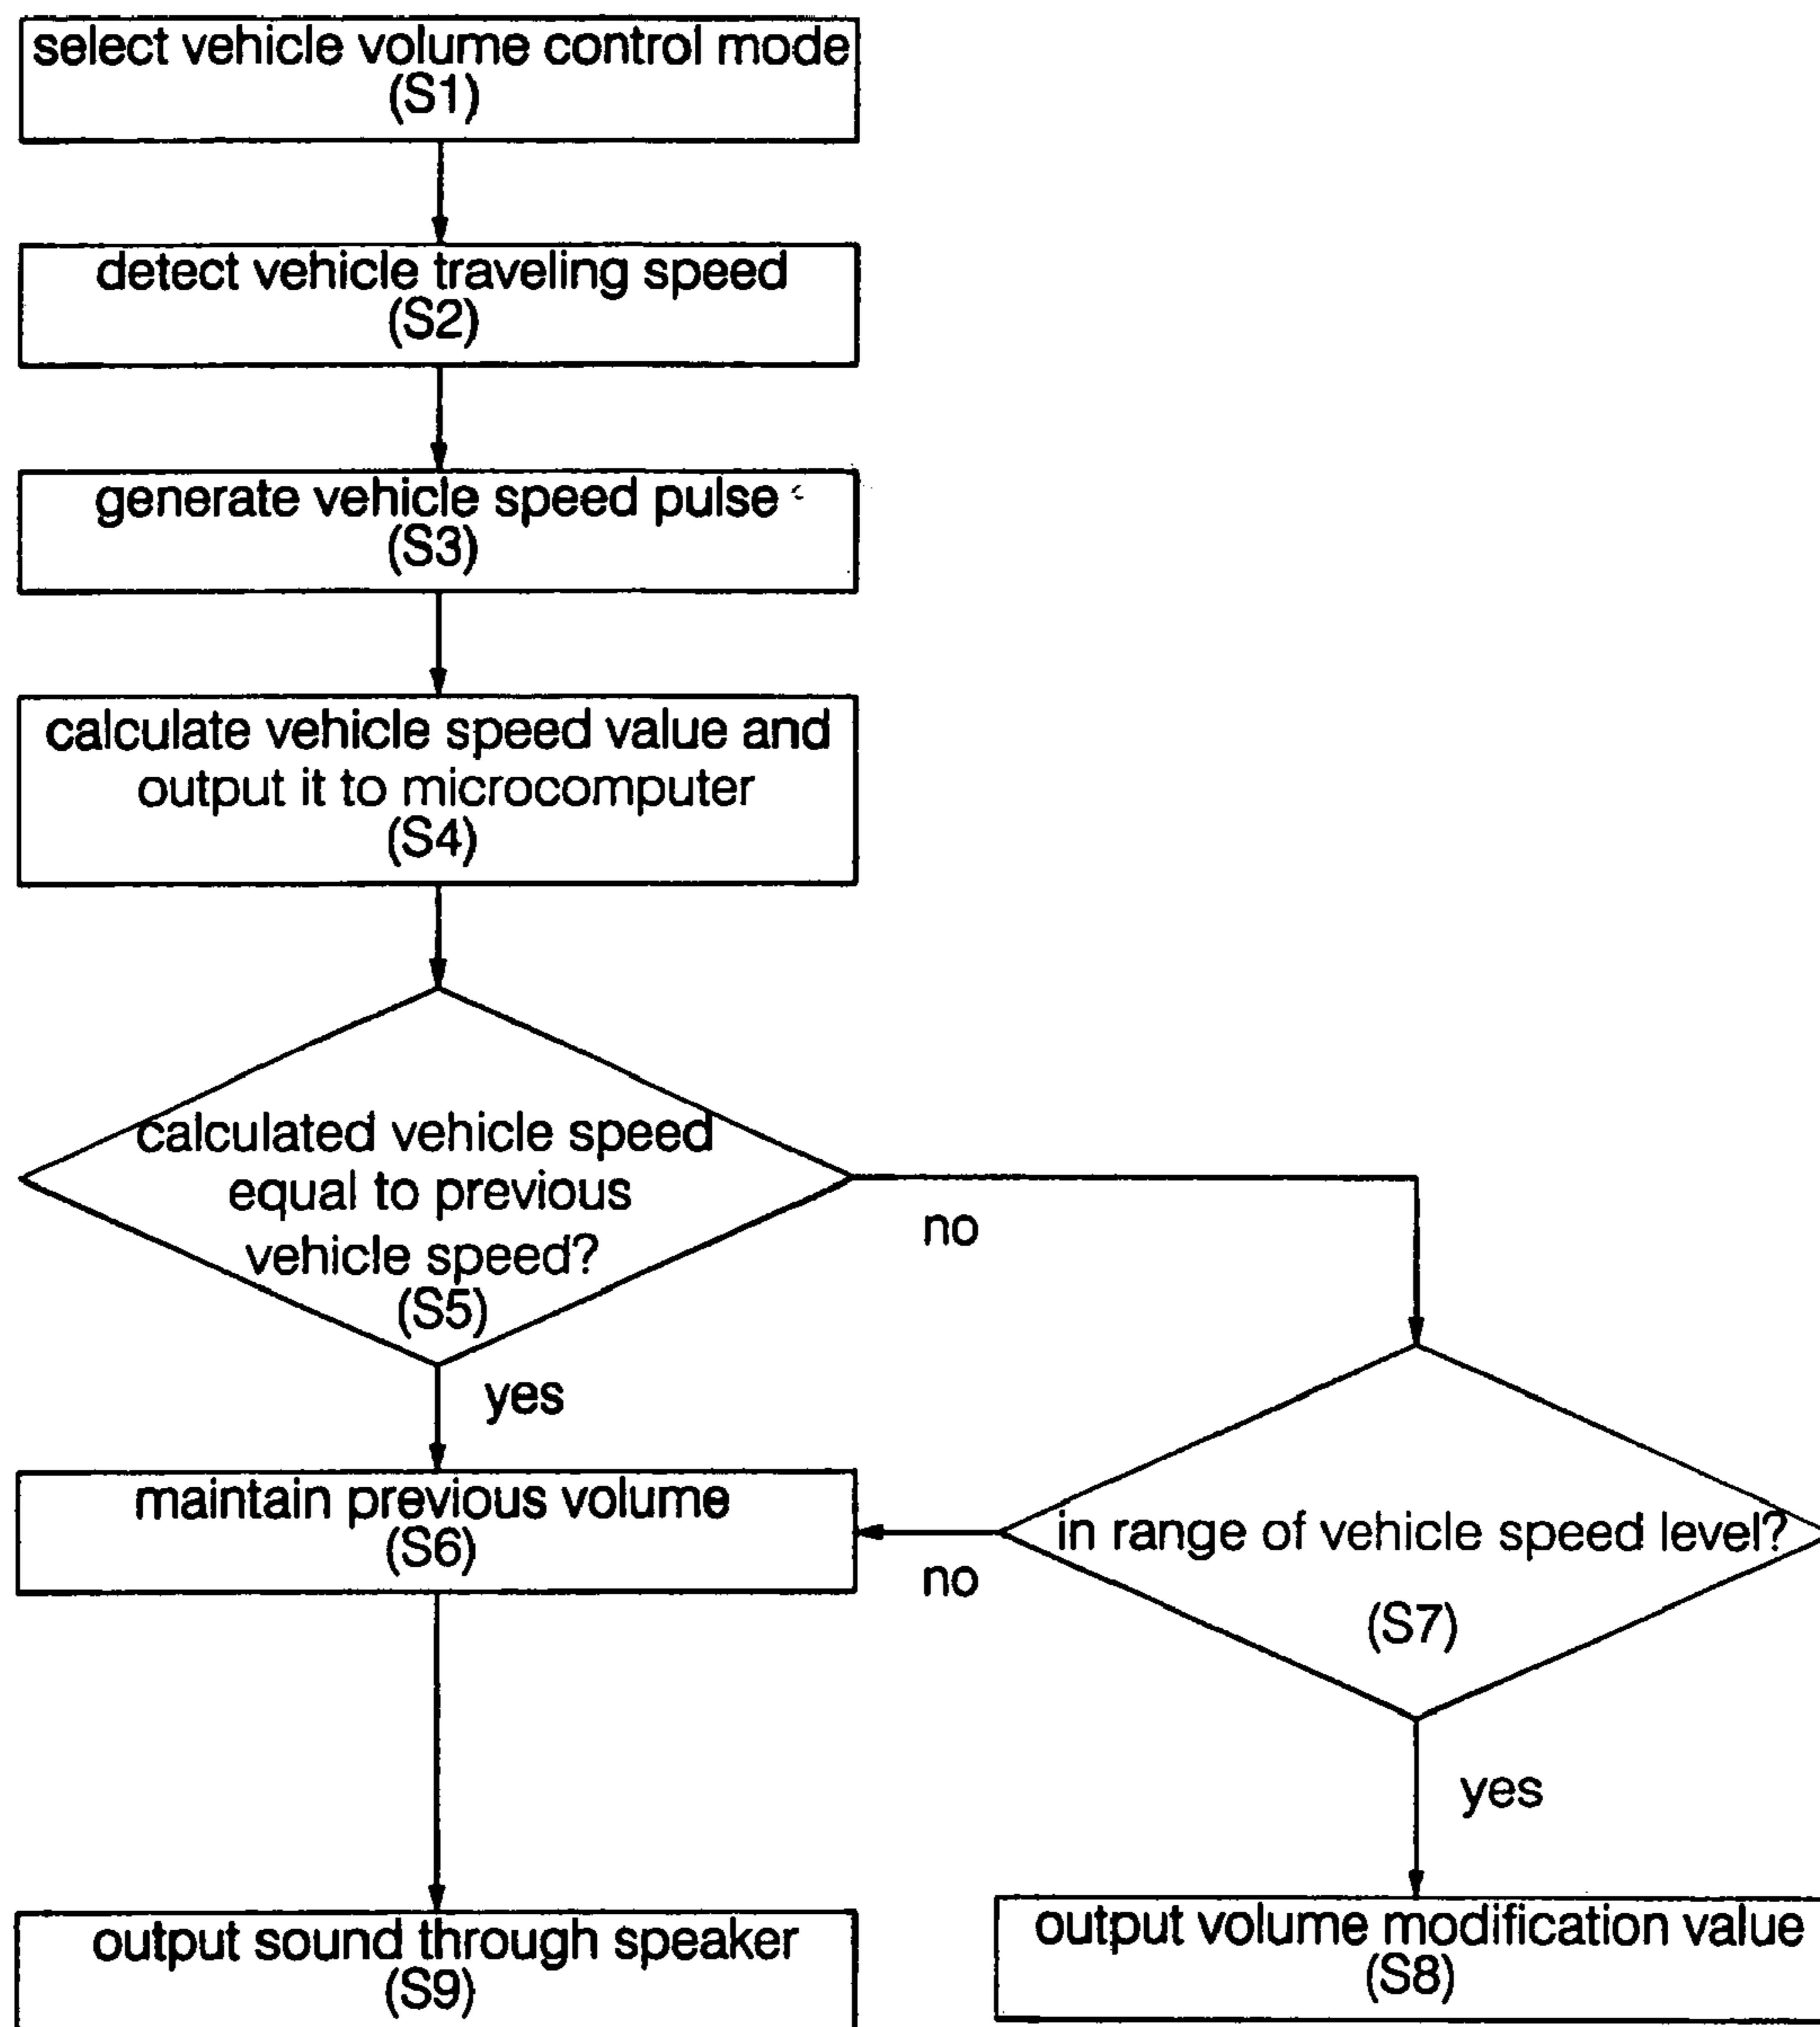 select vehicle volume control mode
(S1)
detect vehicle traveling speed
(S2)
generate vehicle speed pulse
(S3)
calculate vehicle speed value and
output it to microcomputer
(S4)
calculated vehicle speed
equal to previous
vehicle speed?
(S5)
no
yes
maintain previous volume
(S6)
no
in range of vehicle speed level?
(S7)
yes
output sound through speaker
(S9)
output volume modification value
(S8)